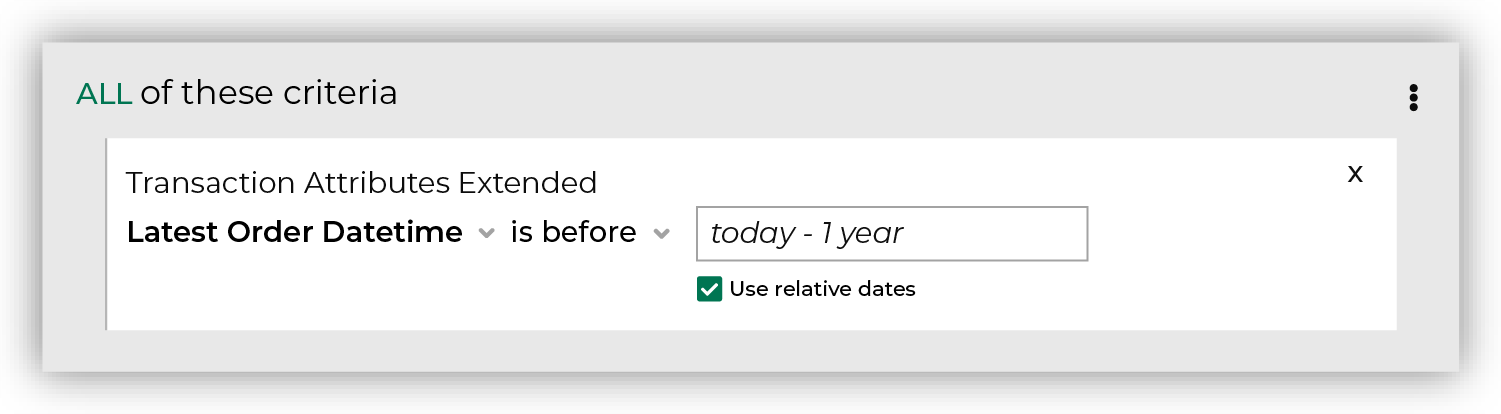 ALL of these criteria
Transaction Attributes Extended
x
Latest Order Datetime is before today - 1 year
Use relative dates